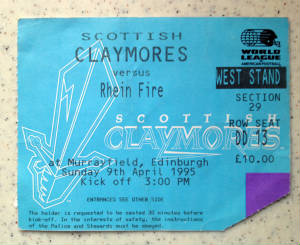 SCOTTISH
CLAYMORES
versus
Rhein Fire
WORLD
LEAGUE
OF
AMERICAN FOOTBALL
WEST STAND
SECTION
29
ROW SEAT
DD 13
£10.00
SCOTTISH
CLAYMORES
at Murrayfield, Edinburgh
Sunday 9th April 1995
Kick off 3:00 PM
ENTRANCES SEE OTHER SIDE
The holder is requested to be seated 30 minutes before
kick-off. In the interests of safety, the instructions
of the Police and Stewards must be obeyed.